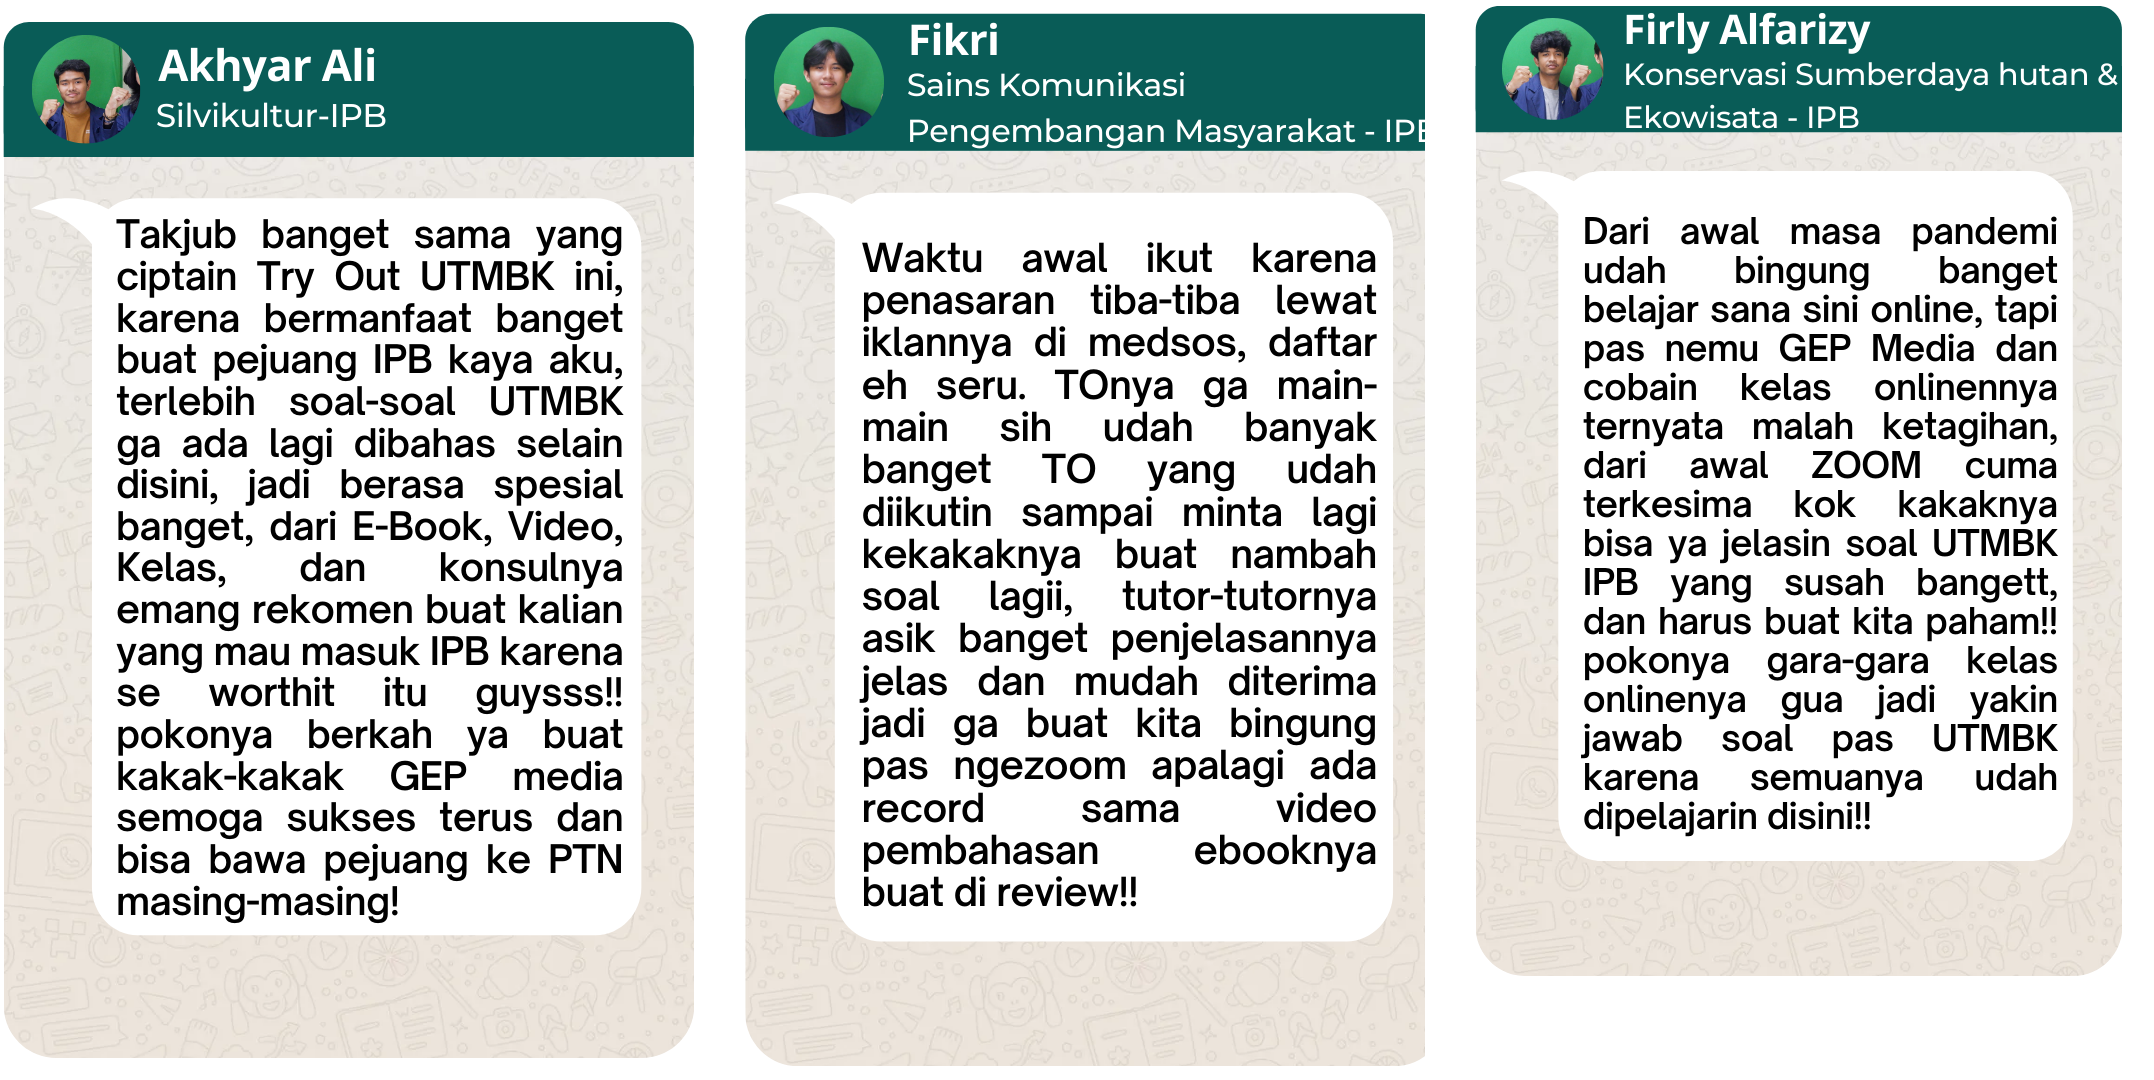 Akhyar Ali
Silvikultur-IPB
Takjub banget sama yang
ciptain Try Out UTMBK ini,
karena bermanfaat banget
buat pejuang IPB kaya aku,
terlebih soal-soal UTMBK
ga ada lagi dibahas selain
disini, jadi berasa spesial
banget, dari E-Book, Video,
Kelas, dan konsulnya
emang rekomen buat kalian
yang mau masuk IPB karena
se worthit itu guysss!!
pokonya berkah ya buat
kakak-kakak GEP media
semoga sukses terus dan
bisa bawa pejuang ke PTN
masing-masing!
Fikri
Sains Komunikasi
Pengembangan Masyarakat - IPB
Waktu awal ikut karena
penasaran tiba-tiba lewat
iklannya di medsos, daftar
eh seru. TOnya ga main-
main sih udah banyak
banget TO yang udah
diikutin sampai minta lagi
kekakaknya buat nambah
soal lagii, tutor-tutornya
asik banget penjelasannya
jelas dan mudah diterima
jadi ga buat kita bingung
pas ngezoom apalagi ada
record sama video
pembahasan ebooknya
buat di review!!
Firly Alfarizy
Konservasi Sumberdaya hutan &
Ekowisata - IPB
Dari awal masa pandemi
udah bingung banget
belajar sana sini online, tapi
pas nemu GEP Media dan
cobain kelas onlinennya
ternyata malah ketagihan,
dari awal ZOOM cuma
terkesima kok kakaknya
bisa ya jelasin soal UTMBK
IPB yang susah bangett,
dan harus buat kita paham!!
pokonya gara-gara kelas
onlinenya gua jadi yakin
jawab soal pas UTMBK
karena semuanya udah
dipelajarin disini!!